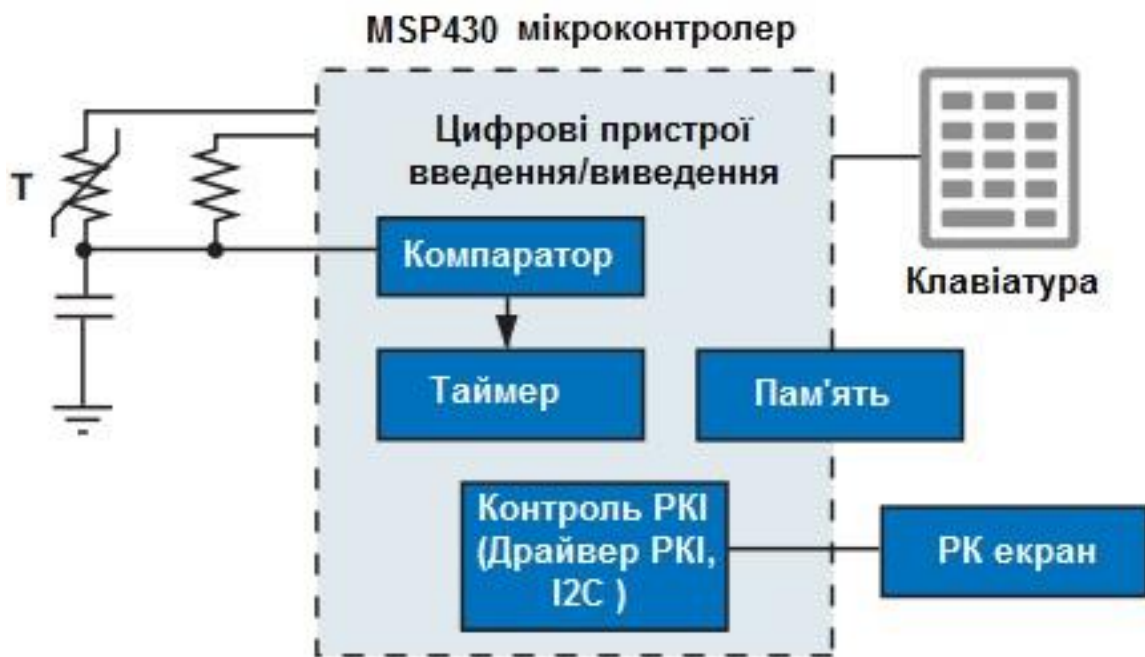 MSP430 мікроконтролер
Цифрові пристрої
введення/виведення
T
Компаратор
Клавіатура
Таймер
Пам'ять
Контроль РКІ
(Драйвер РКІ,
I2C )
РК екран